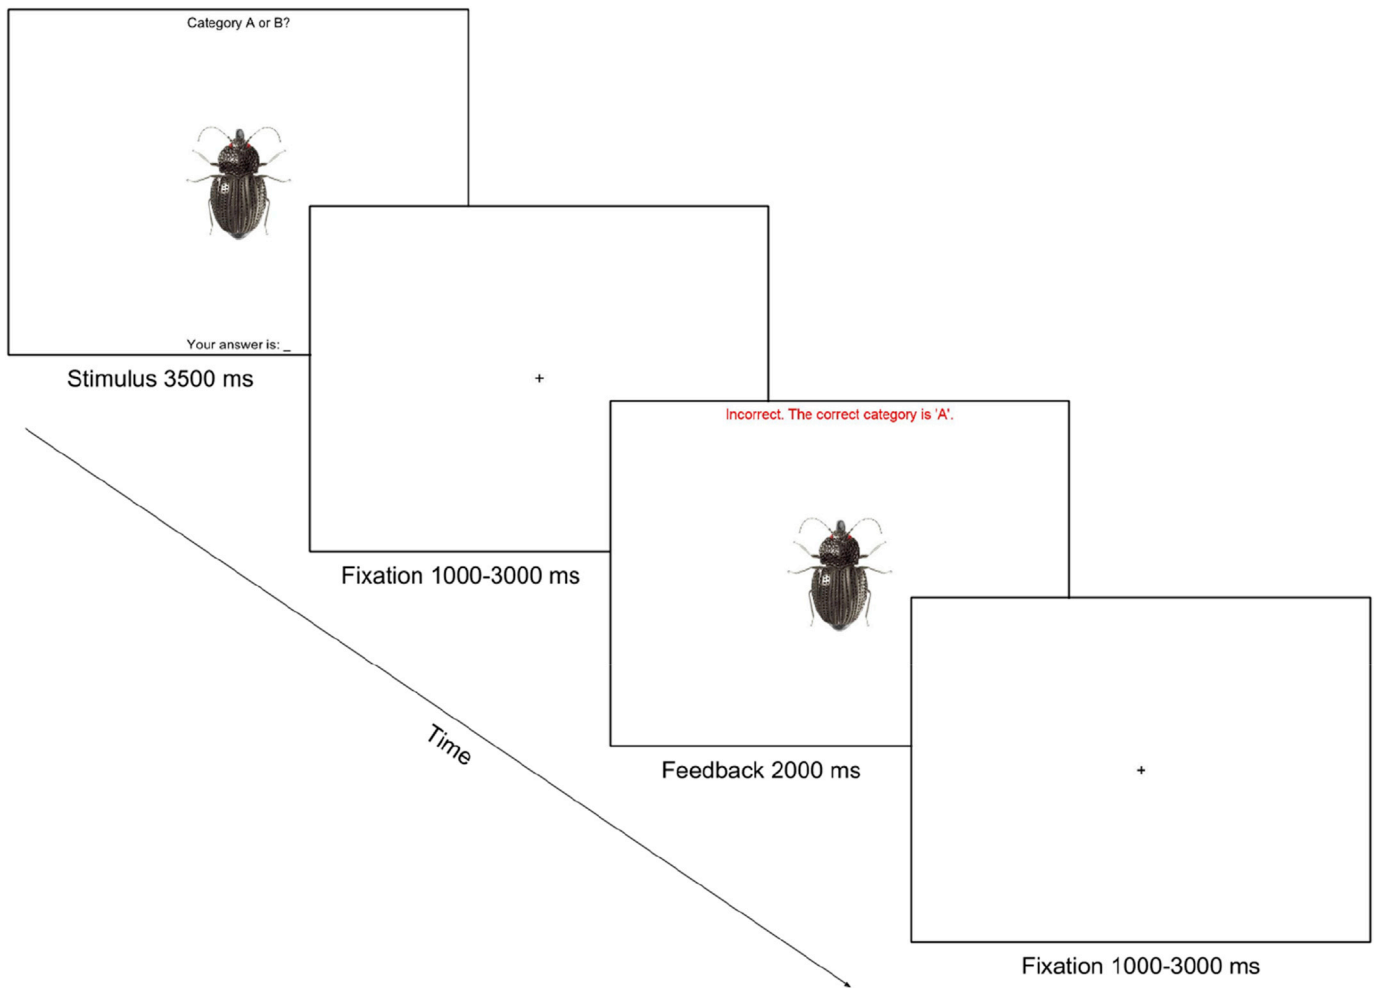 Category A or B?
Your answer is: _
Stimulus 3500 ms
+
Fixation 1000-3000 ms
Incorrect. The correct category is 'A'.
Feedback 2000 ms
+
Fixation 1000-3000 ms
Time